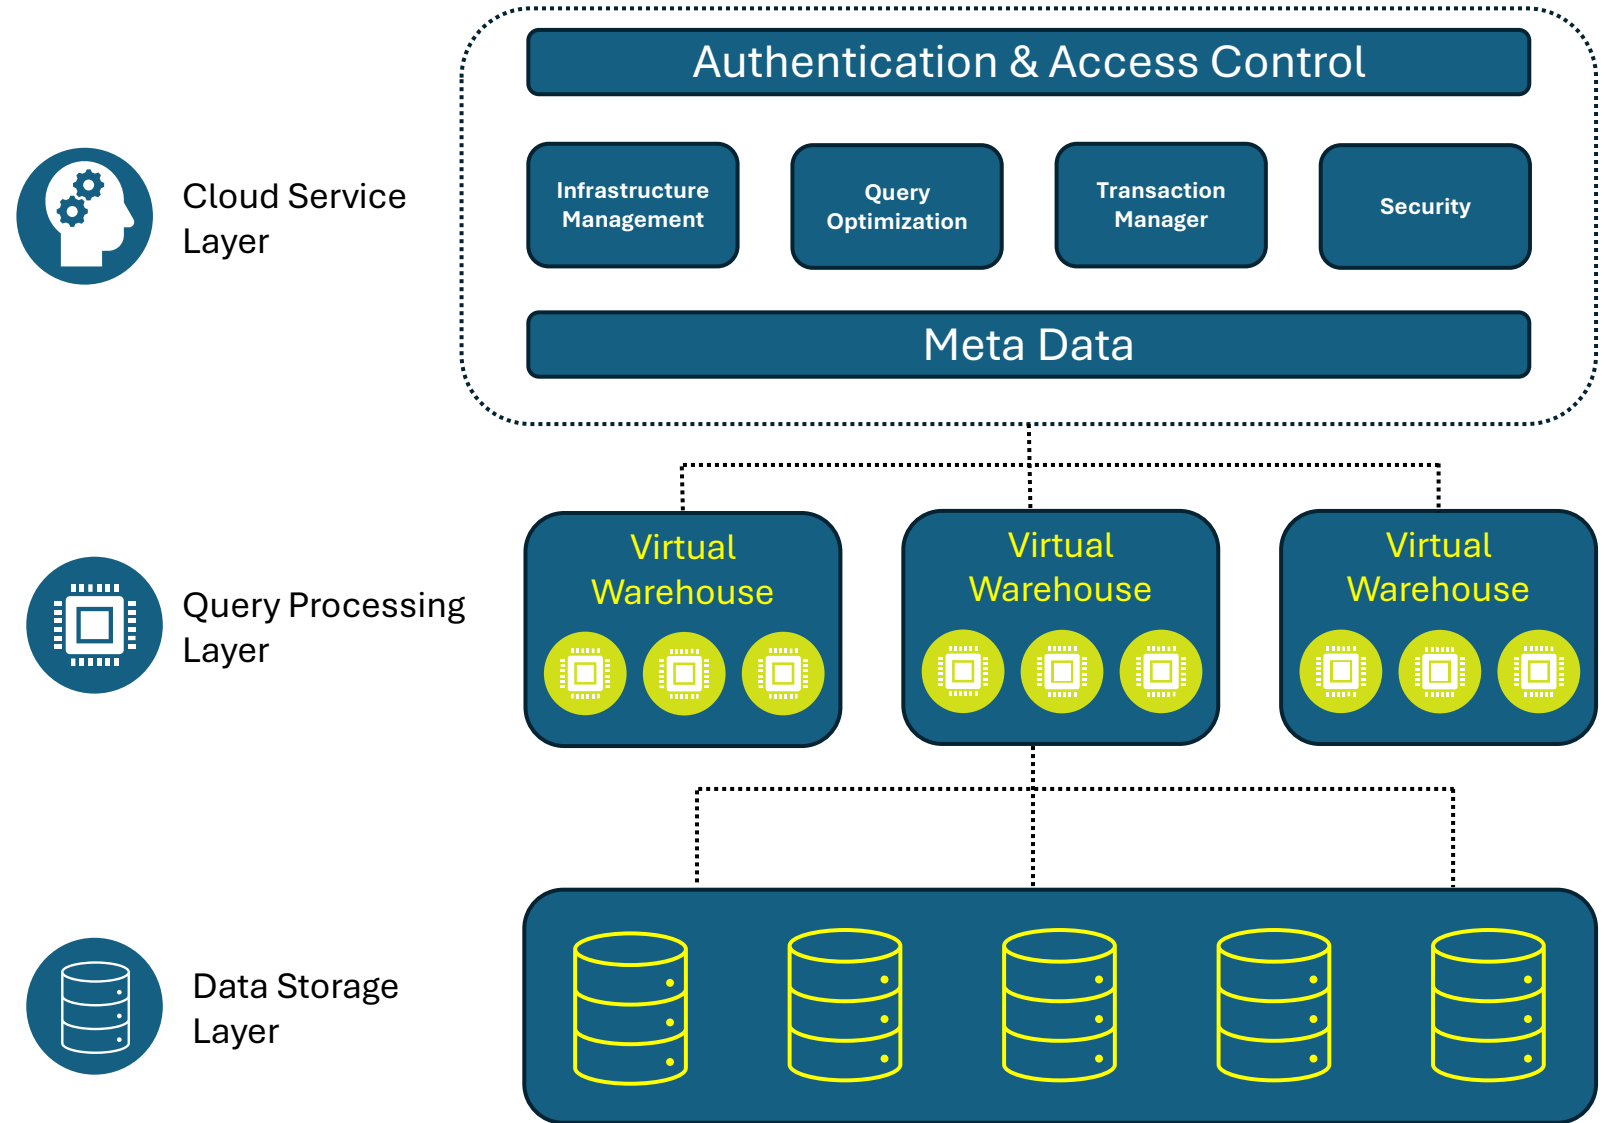 Authentication & Access Control
Cloud Service
Layer
Infrastructure
Management
Query
Optimization
Transaction
Manager
Security
Meta Data
Query Processing
Layer
Virtual
Warehouse
Virtual
Warehouse
Virtual
Warehouse
Data Storage
Layer